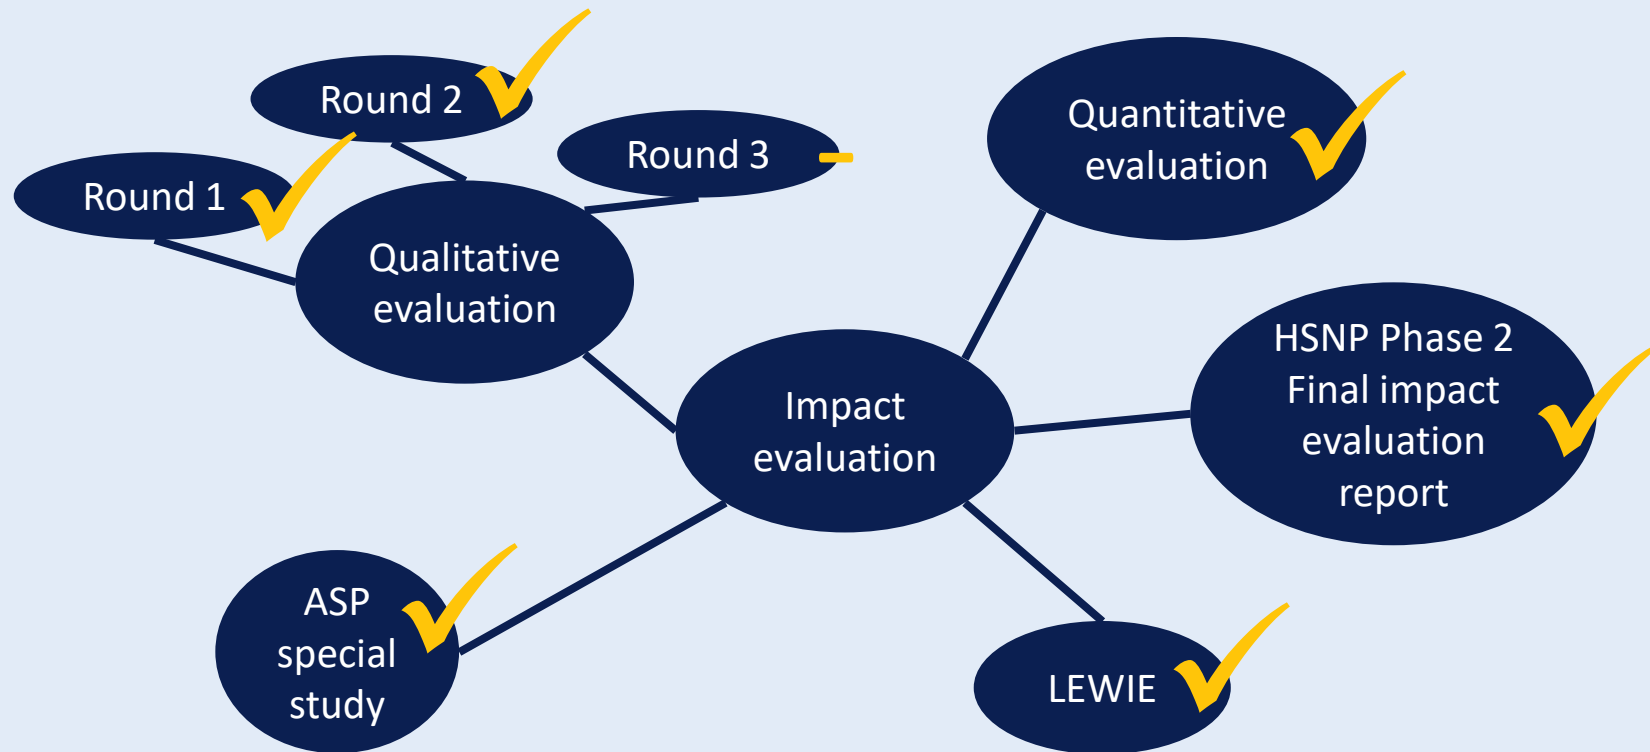 Round 2
Round 3
Round 1
Qualitative
evaluation
Quantitative
evaluation
Impact
evaluation
HSNP Phase 2
Final impact
evaluation
report
ASP
special
study
LEWIE